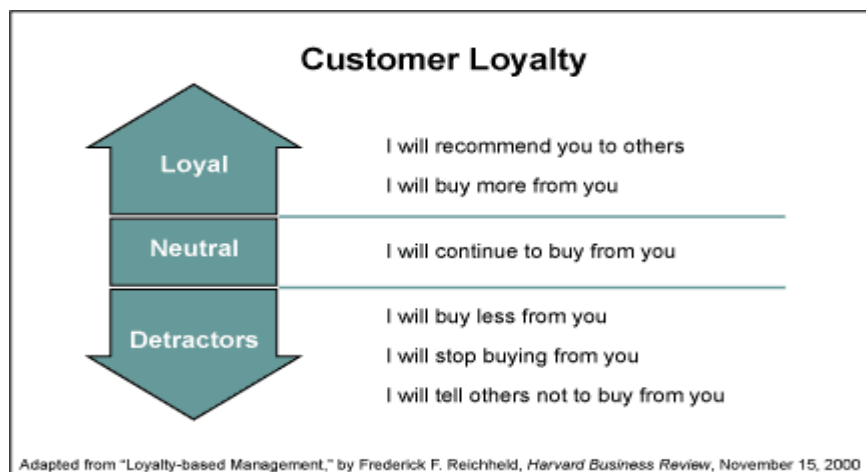 Customer Loyalty
Loyal
I will recommend you to others
I will buy more from you
Neutral
I will continue to buy from you
Detractors
I will buy less from you
I will stop buying from you
I will tell others not to buy from you
Adapted from "Loyalty-based Management," by Frederick F. Reichheld, Harvard Business Review, November 15, 2000